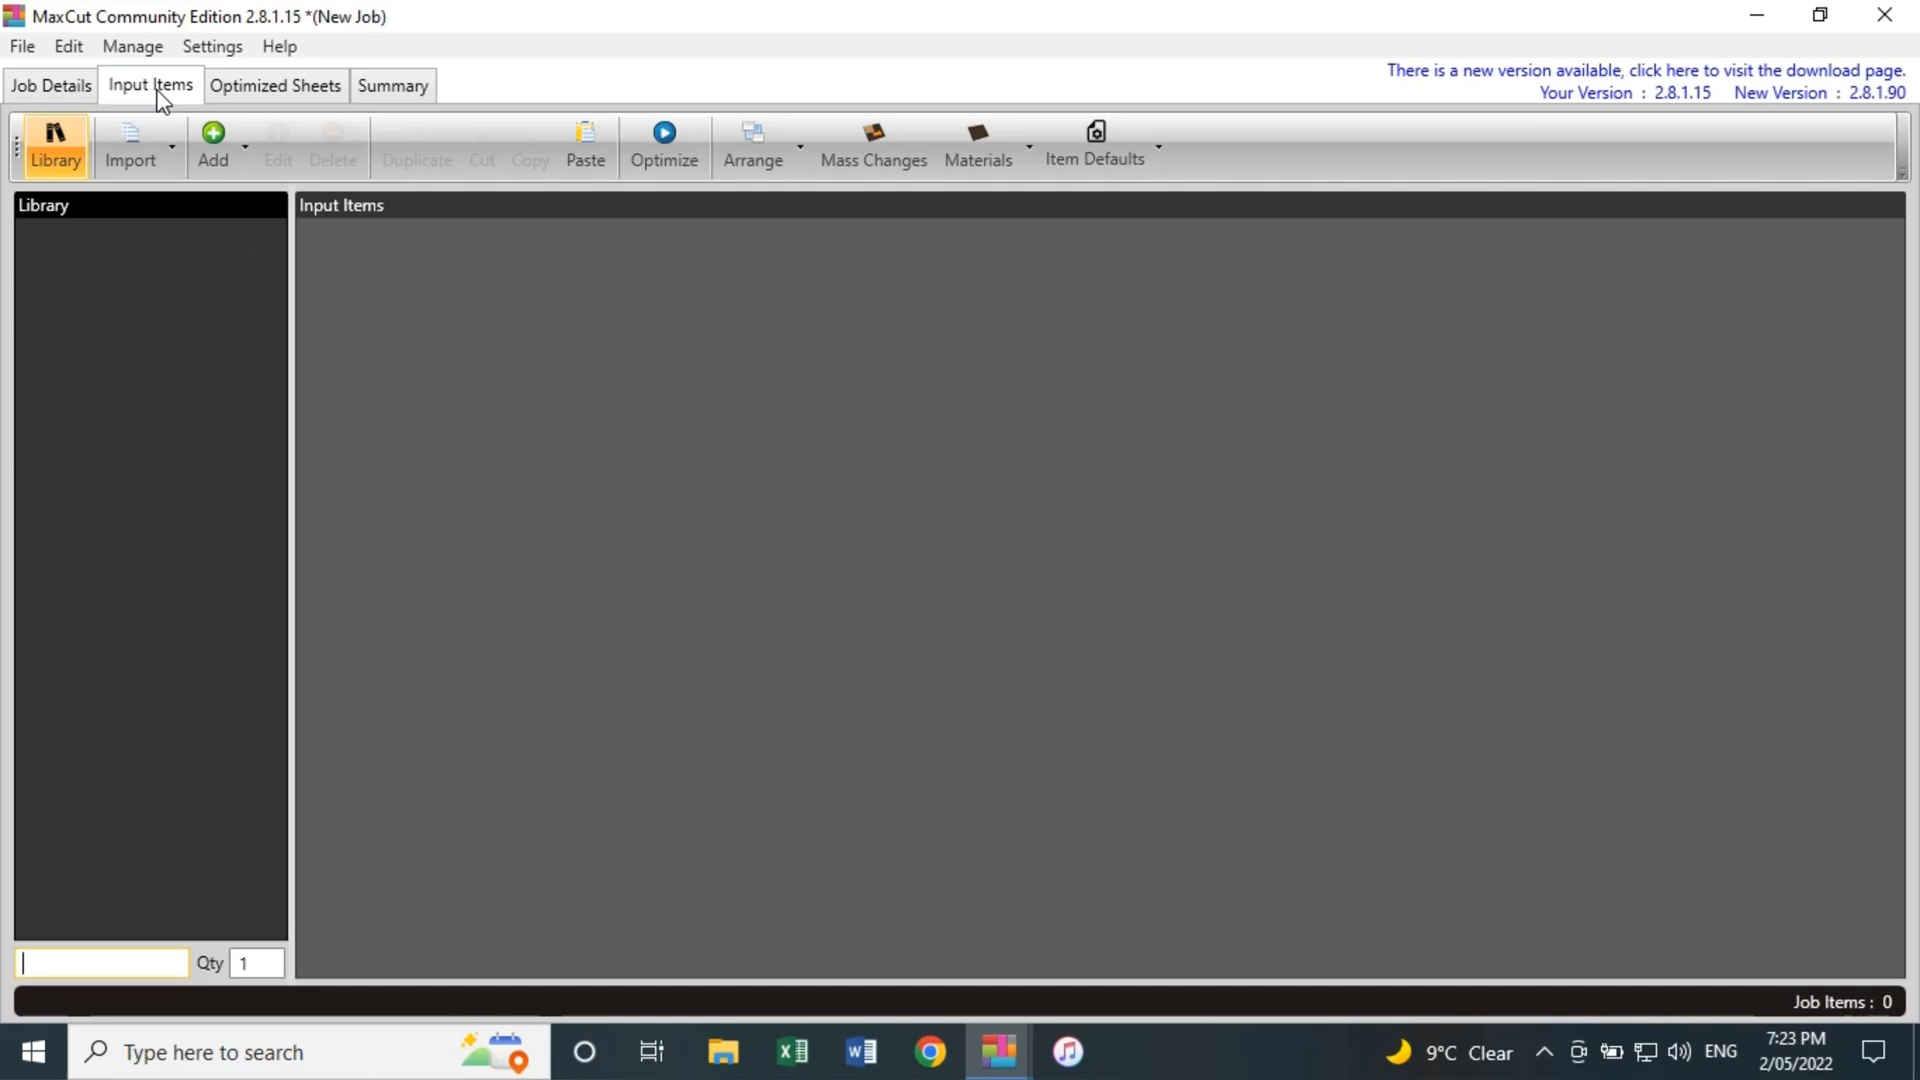 MaxCut Community Edition 2.8.1.15 *(New Job)
File Edit Manage Settings Help
Job Details Input Items Optimized Sheets Summary
There is a new version available, click here to visit the download page.
Your Version : 2.8.1.15 New Version : 2.8.1.90
Library Import Add Edit Delete Duplicate Cut Copy Paste Optimize Arrange Mass Changes Materials Item Defaults
Library
Input Items
Qty 1
Job Items : 0
Type here to search
9°C Clear
ENG
7:23 PM
2/05/2022